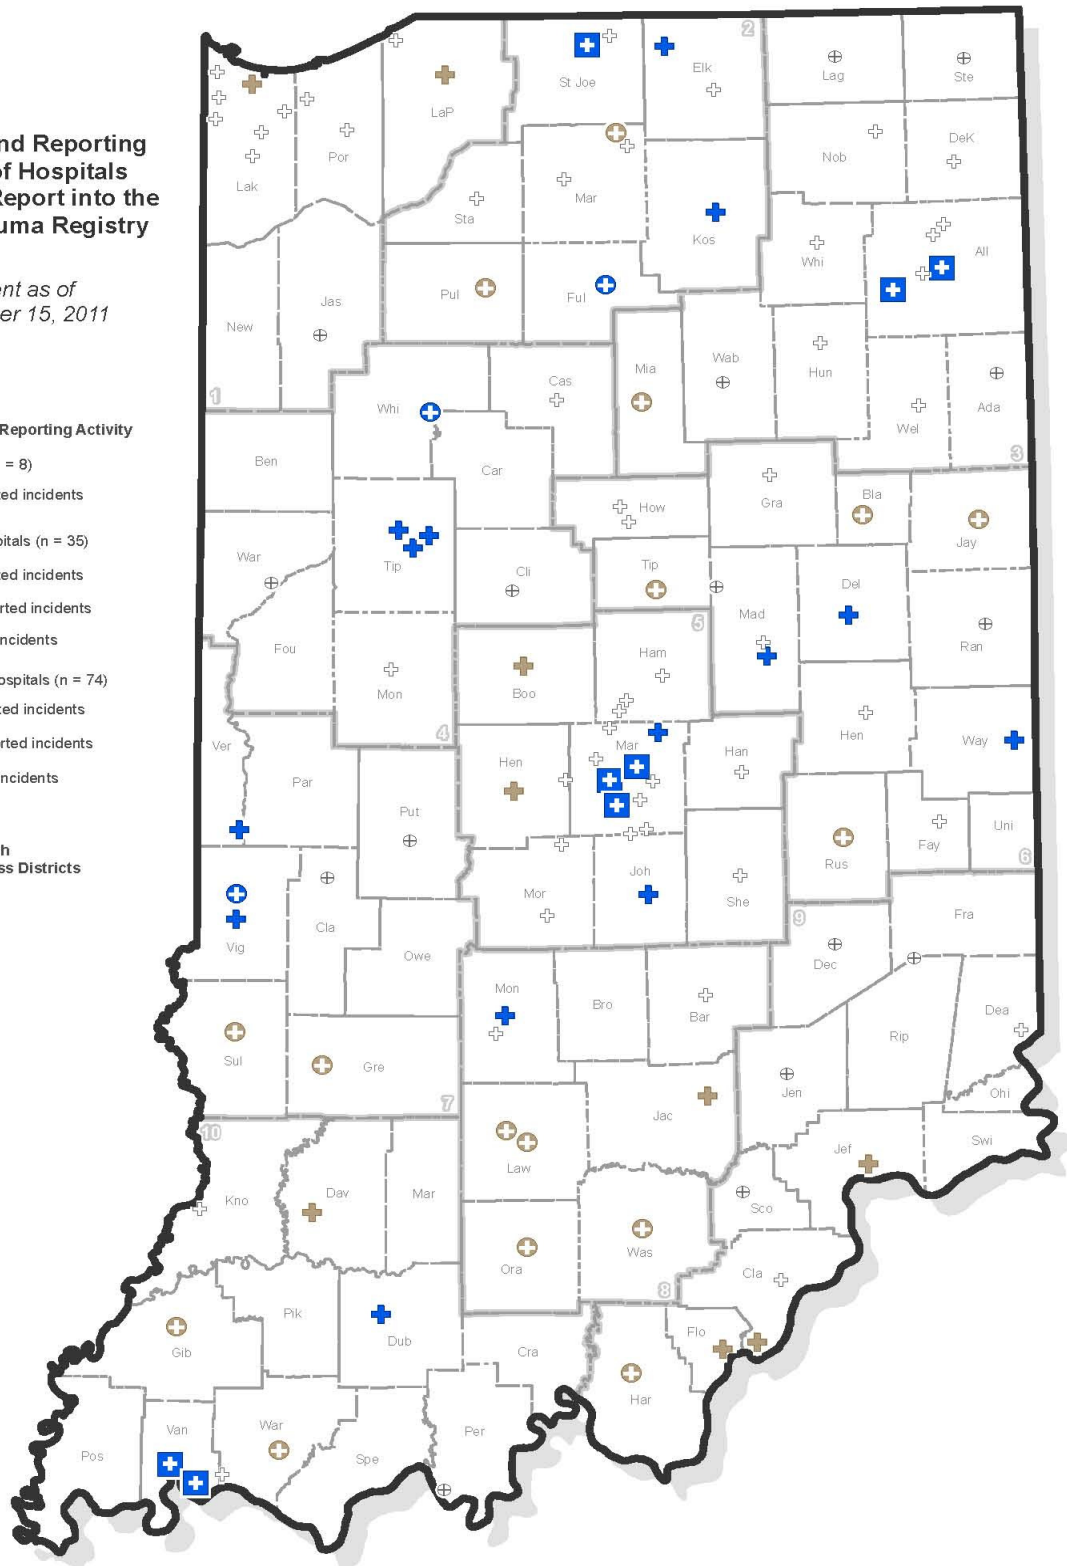 nd Reporting
of Hospitals
Report into the
uma Registry
ent as of
er 15, 2011
Reporting Activity
= 8)
ted incidents
pitals (n = 35)
ted incidents
rted incidents
incidents
ospitals (n = 74)
ted incidents
rted incidents
incidents
h
ss Districts
2
St Joe
Elk
Lag
Ste
LaP
Por
Lak
Nob
DeK
Sta
Mar
Kos
Whi
All
Pul
Ful
New
Jas
1
Mia
Wab
Hun
Wel
Ada
3
Whi
Cas
Ben
Car
How
Gra
Bla
Jay
War
Tip
Cli
Tip
Mad
Del
Ran
Fou
Mon
4
Boo
5
Ham
Hen
Way
Ver
Par
Hen
Mar
Han
Put
Rus
Fay
Uni
6
Vig
Cla
Mor
Joh
She
Owe
9
Fra
Dec
Mon
Bro
Bar
Rip
Dea
Sul
Gre
7
Jac
Jen
Ohi
10
Law
Jef
Swi
Kno
Dav
Mar
Sco
Ora
Was
8
Cla
Gib
Pik
Dub
Cra
Flo
Har
Pos
Van
War
Spe
Per